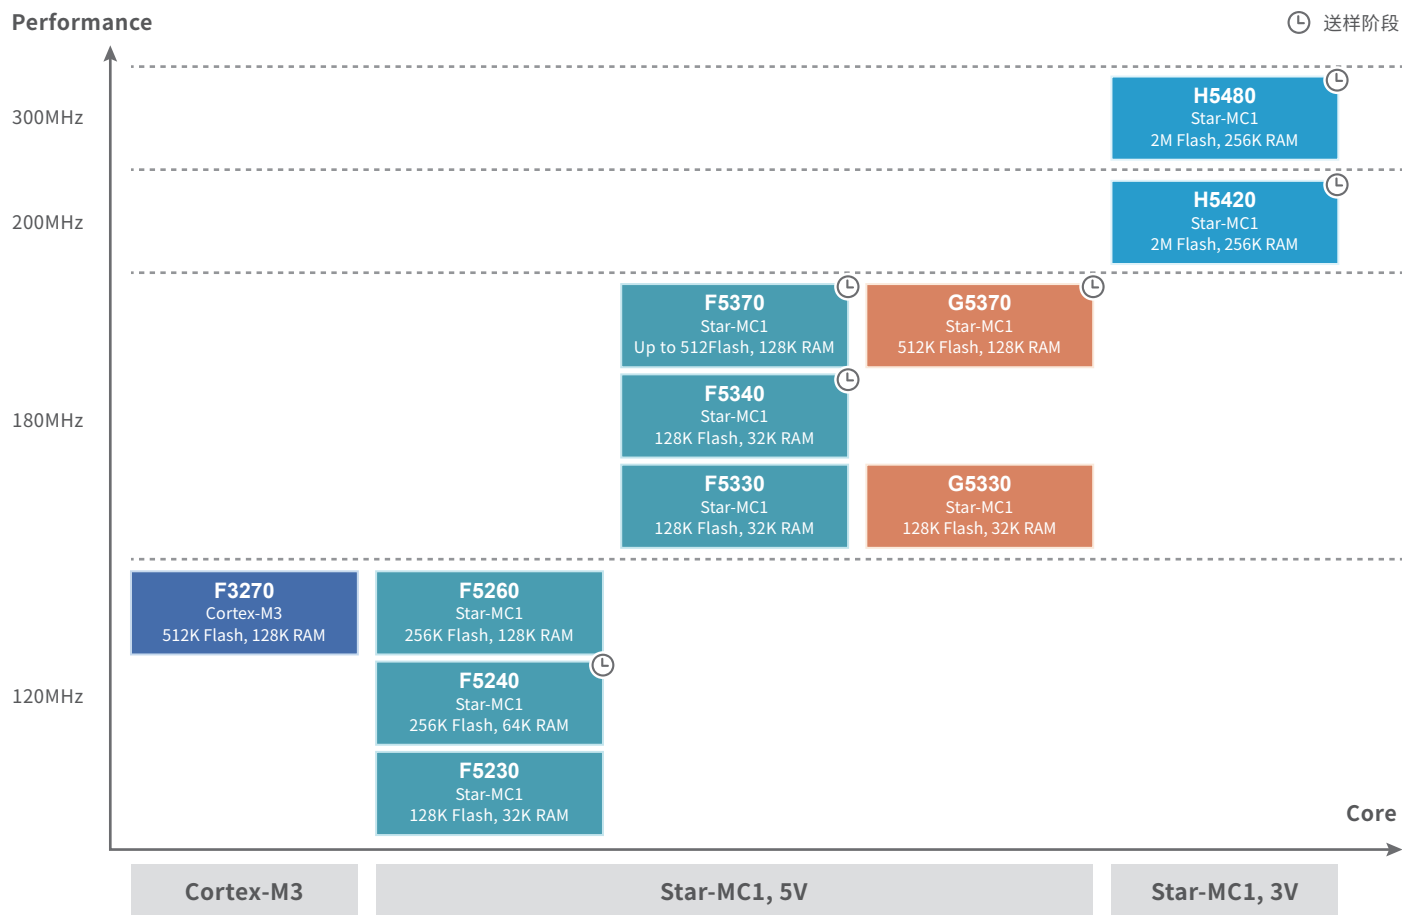 Performance
送样阶段
300MHz
H5480
Star-MC1
2M Flash, 256K RAM
200MHz
H5420
Star-MC1
2M Flash, 256K RAM
F5370
Star-MC1
Up to 512Flash, 128K RAM
G5370
Star-MC1
512K Flash, 128K RAM
180MHz
F5340
Star-MC1
128K Flash, 32K RAM
F5330
Star-MC1
128K Flash, 32K RAM
G5330
Star-MC1
128K Flash, 32K RAM
120MHz
F3270
Cortex-M3
512K Flash, 128K RAM
F5260
Star-MC1
256K Flash, 128K RAM
F5240
Star-MC1
256K Flash, 64K RAM
F5230
Star-MC1
128K Flash, 32K RAM
Core
Cortex-M3
Star-MC1, 5V
Star-MC1, 3V